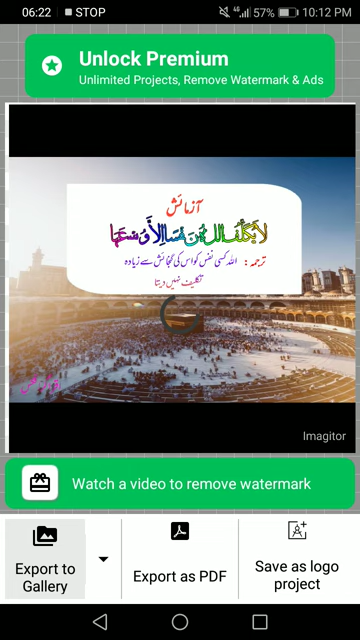 06:22 STOP 57% 10:12 PM
Unlock Premium
Unlimited Projects, Remove Watermark & Ads
آزمائش
ترجمہ : اللہ کسی نفس کو اس کی گنجائش سے زیادہ
تکلیف نہیں دیتا
Imagitor
Watch a video to remove watermark
Export to
Gallery
Export as PDF
Save as logo
project